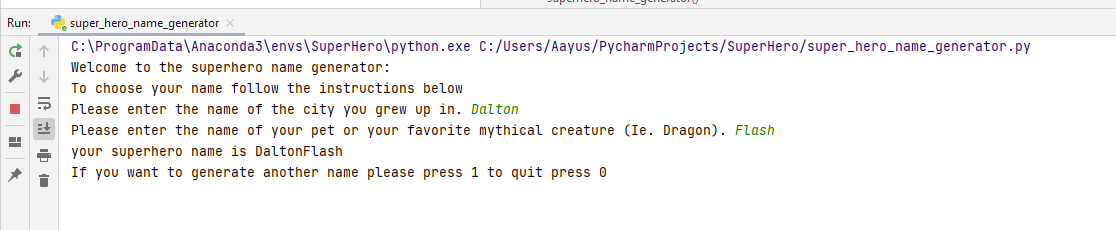 superhero_name_generator()
Run: super_hero_name_generator
C:\ProgramData\Anaconda3\envs\SuperHero\python.exe C:/Users/Aayus/PycharmProjects/SuperHero/super_hero_name_generator.py
Welcome to the superhero name generator:
To choose your name follow the instructions below
Please enter the name of the city you grew up in. Dalton
Please enter the name of your pet or your favorite mythical creature (Ie. Dragon). Flash
your superhero name is DaltonFlash
If you want to generate another name please press 1 to quit press 0